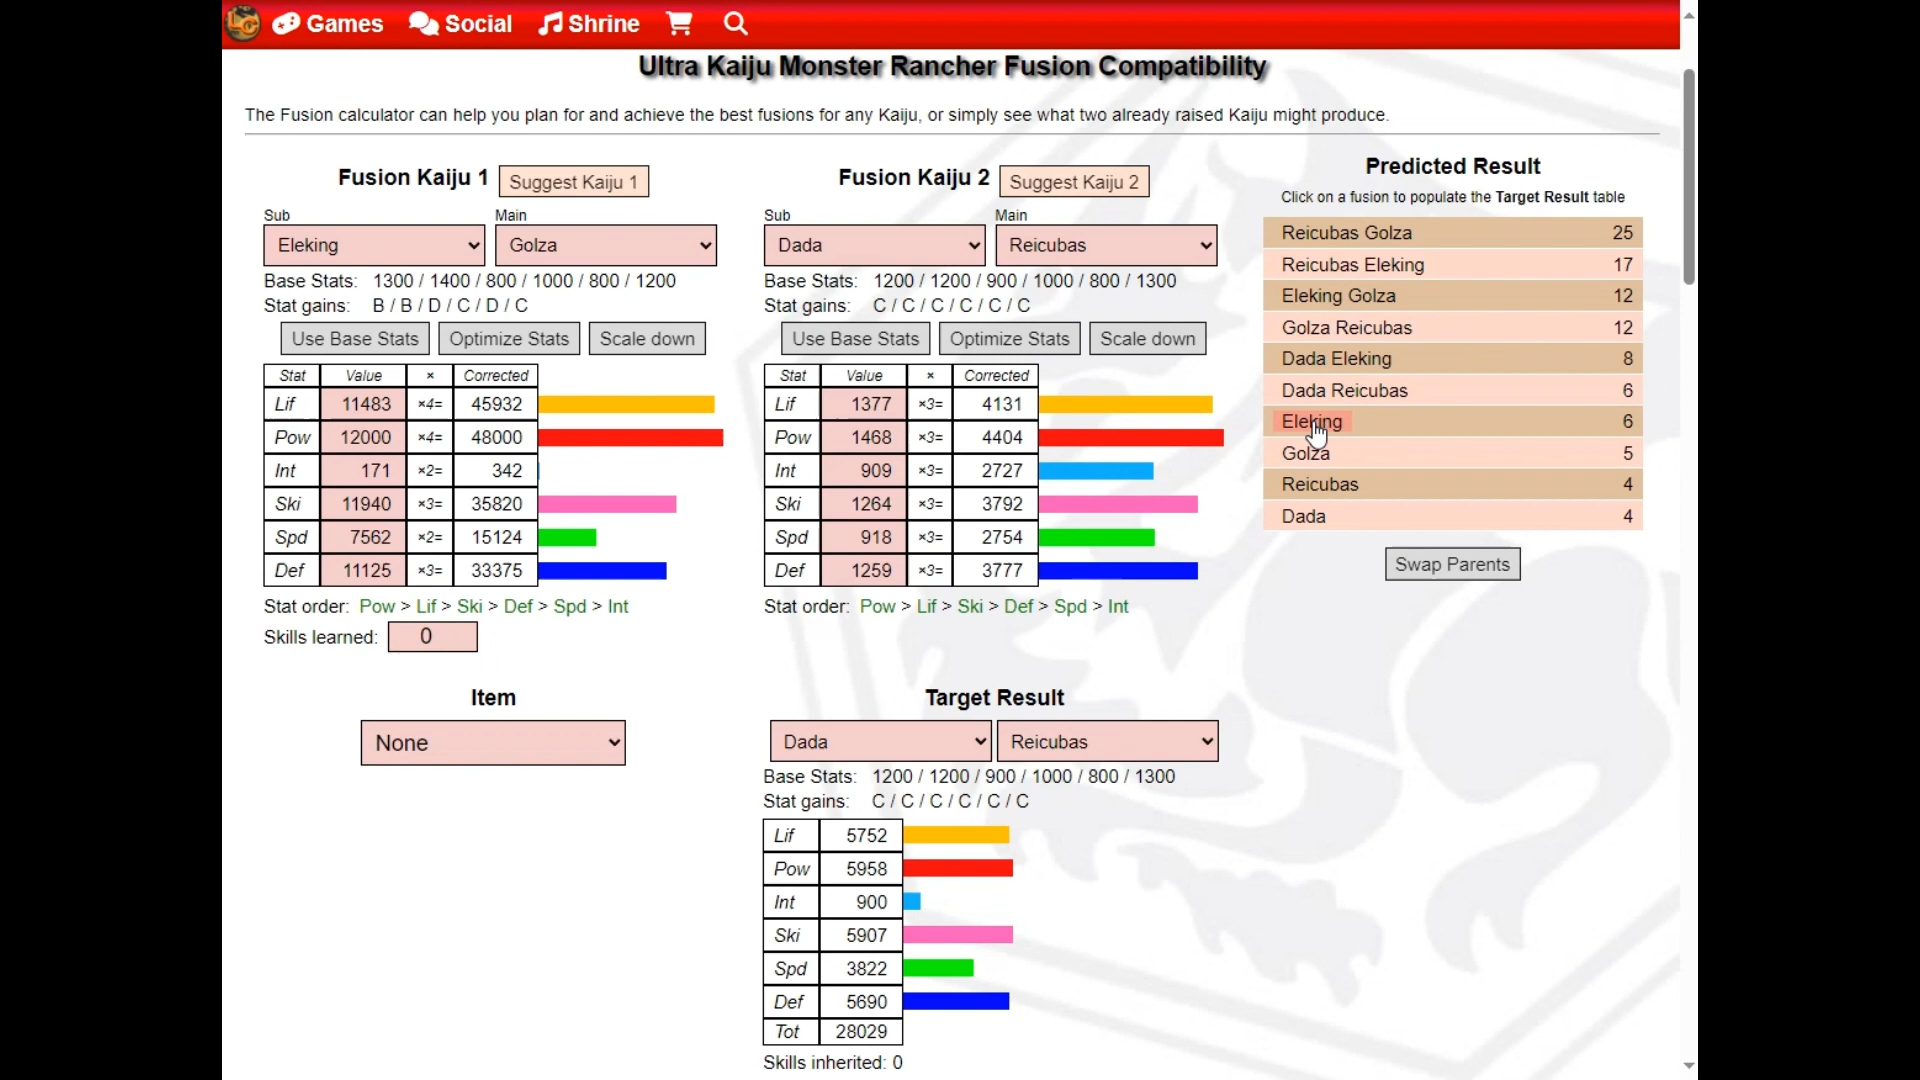 Games Social Shrine
Ultra Kaiju Monster Rancher Fusion Compatibility
The Fusion calculator can help you plan for and achieve the best fusions for any Kaiju, or simply see what two already raised Kaiju might produce.
Fusion Kaiju 1 Suggest Kaiju 1
Sub Main
Eleking Golza
Base Stats: 1300 / 1400 / 800 / 1000 / 800 / 1200
Stat gains: B / B / D / C / D / C
Use Base Stats Optimize Stats Scale down
Stat Value × Corrected
Lif 11483 ×4= 45932
Pow 12000 ×4= 48000
Int 171 ×2= 342
Ski 11940 ×3= 35820
Spd 7562 ×2= 15124
Def 11125 ×3= 33375
Stat order: Pow > Lif > Ski > Def > Spd > Int
Skills learned: 0
Fusion Kaiju 2 Suggest Kaiju 2
Sub Main
Dada Reicubas
Base Stats: 1200 / 1200 / 900 / 1000 / 800 / 1300
Stat gains: C / C / C / C / C / C
Use Base Stats Optimize Stats Scale down
Stat Value × Corrected
Lif 1377 ×3= 4131
Pow 1468 ×3= 4404
Int 909 ×3= 2727
Ski 1264 ×3= 3792
Spd 918 ×3= 2754
Def 1259 ×3= 3777
Stat order: Pow > Lif > Ski > Def > Spd > Int
Predicted Result
Click on a fusion to populate the Target Result table
Reicubas Golza 25
Reicubas Eleking 17
Eleking Golza 12
Golza Reicubas 12
Dada Eleking 8
Dada Reicubas 6
Eleking 6
Golza 5
Reicubas 4
Dada 4
Swap Parents
Item
None
Target Result
Dada Reicubas
Base Stats: 1200 / 1200 / 900 / 1000 / 800 / 1300
Stat gains: C / C / C / C / C / C
Lif 5752
Pow 5958
Int 900
Ski 5907
Spd 3822
Def 5690
Tot 28029
Skills inherited: 0